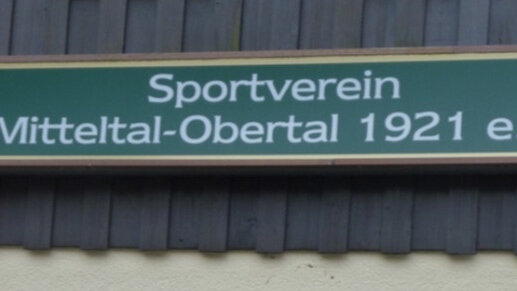 Sportverein
Mitteltal-Obertal 1921 e